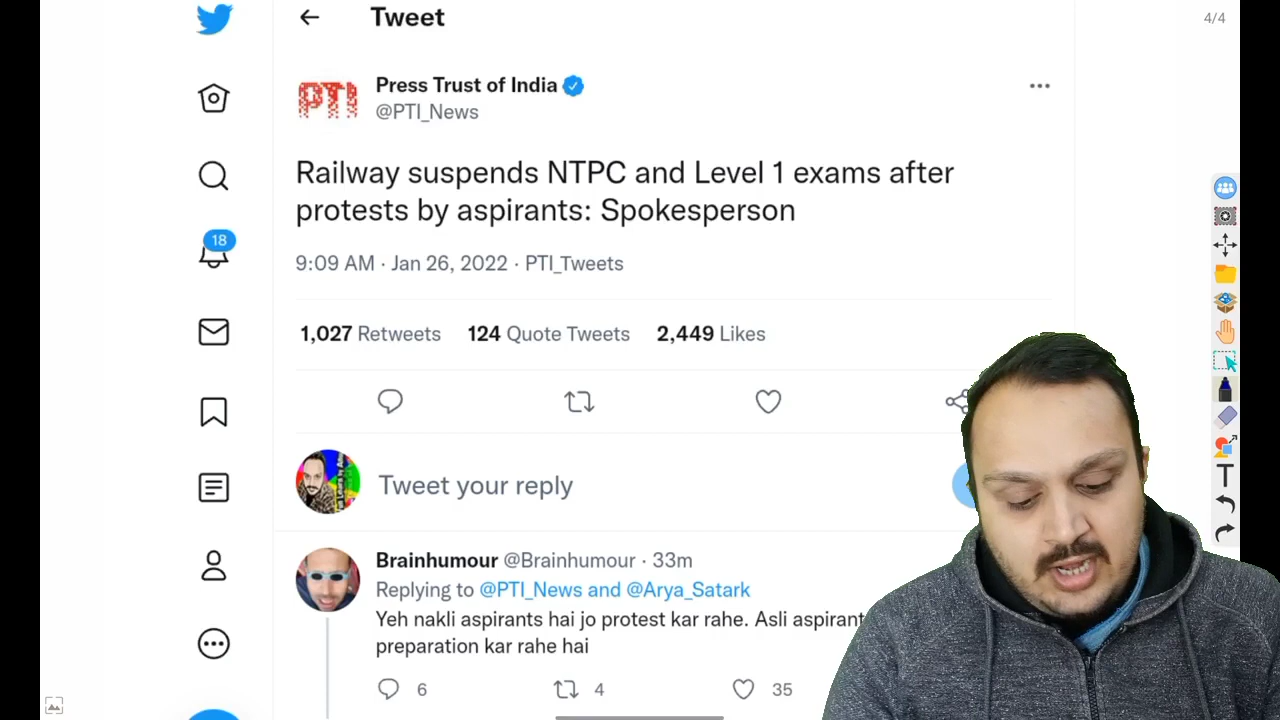 Tweet
4/4
PTI
Press Trust of India
@PTI_News
Railway suspends NTPC and Level 1 exams after
protests by aspirants: Spokesperson
18
9:09 AM · Jan 26, 2022 · PTI_Tweets
1,027 Retweets 124 Quote Tweets 2,449 Likes
Tweet your reply
Brainhumour @Brainhumour · 33m
Replying to @PTI_News and @Arya_Satark
Yeh nakli aspirants hai jo protest kar rahe. Asli aspirant
preparation kar rahe hai
6 4 35
T